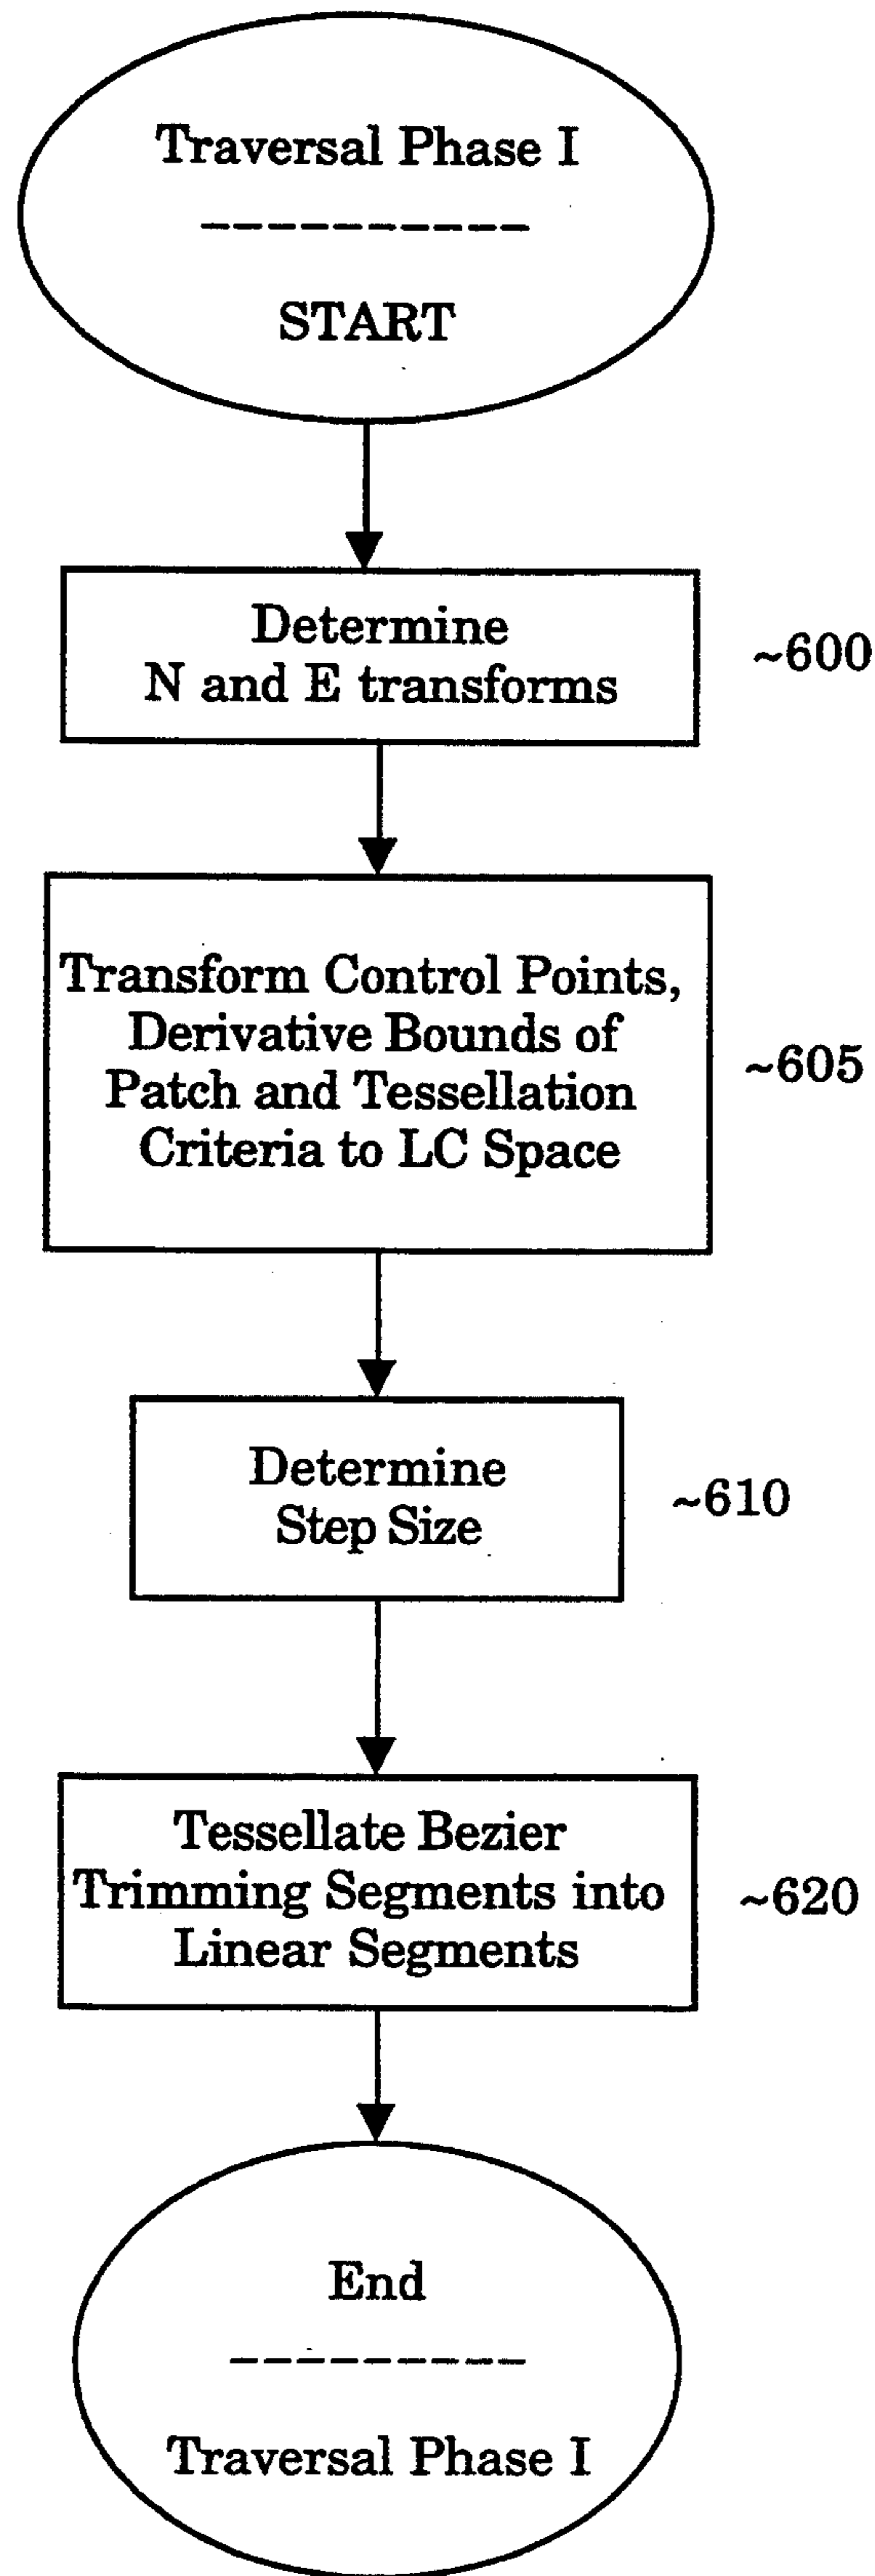 Traversal Phase I
START
Determine
N and E transforms
~600
Transform Control Points,
Derivative Bounds of
Patch and Tessellation
Criteria to LC Space
~605
Determine
Step Size
~610
Tessellate Bezier
Trimming Segments into
Linear Segments
~620
End
Traversal Phase I